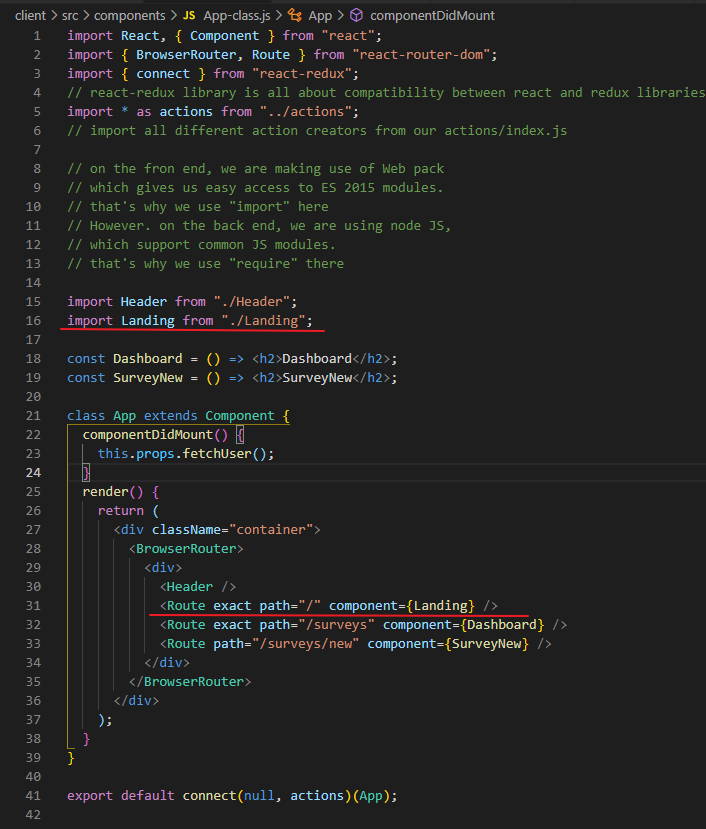 client > src > components > JS App-class.js > App > componentDidMount
1 import React, { Component } from "react";
2 import { BrowserRouter, Route } from "react-router-dom";
3 import { connect } from "react-redux";
4 // react-redux library is all about compatibility between react and redux libraries
5 import * as actions from "../actions";
6 // import all different action creators from our actions/index.js
7
8 // on the fron end, we are making use of Web pack
9 // which gives us easy access to ES 2015 modules.
10 // that's why we use "import" here
11 // However. on the back end, we are using node JS,
12 // which support common JS modules.
13 // that's why we use "require" there
14
15 import Header from "./Header";
16 import Landing from "./Landing";
17
18 const Dashboard = () => <h2>Dashboard</h2>;
19 const SurveyNew = () => <h2>SurveyNew</h2>;
20
21 class App extends Component {
22   componentDidMount() {
23     this.props.fetchUser();
24   }
25   render() {
26     return (
27       <div className="container">
28         <BrowserRouter>
29           <div>
30             <Header />
31             <Route exact path="/" component={Landing} />
32             <Route exact path="/surveys" component={Dashboard} />
33             <Route path="/surveys/new" component={SurveyNew} />
34           </div>
35         </BrowserRouter>
36       </div>
37     );
38   }
39 }
40
41 export default connect(null, actions)(App);
42